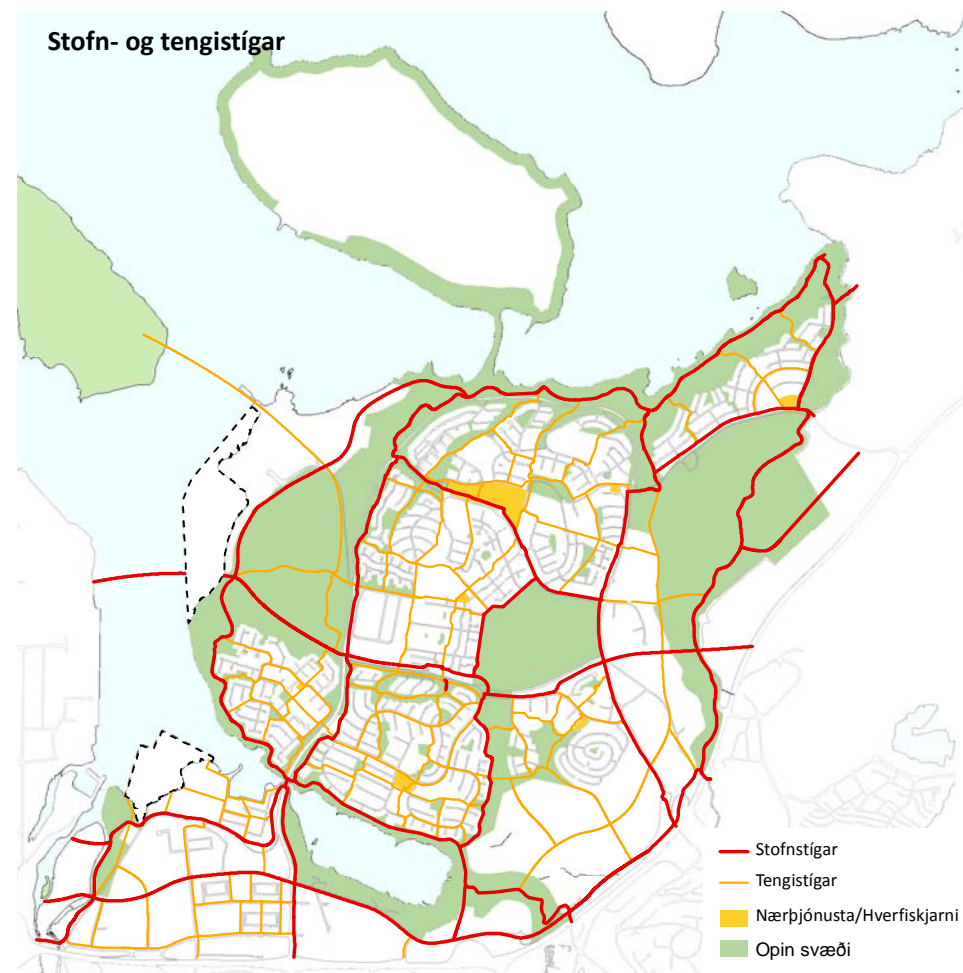 Stofn- og tengistígar
Stofnstígar
Tengistígar
Nærþjónusta/Hverfiskjarni
Opin svæði